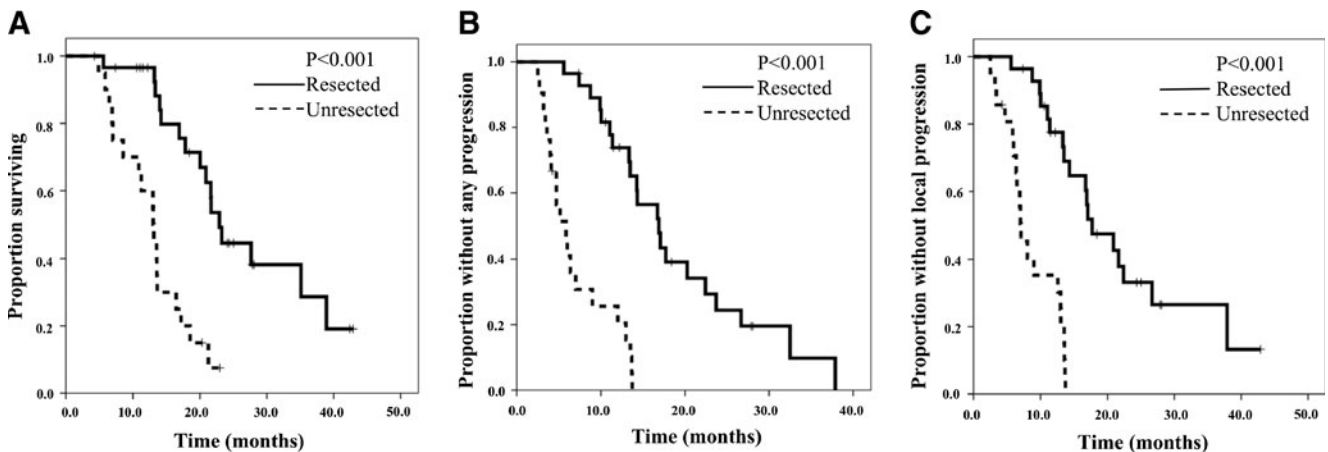 A
P<0.001
Resected
Unresected
Proportion surviving
1.0
0.8
0.6
0.4
0.2
0.0
0.0 10.0 20.0 30.0 40.0 50.0
Time (months)
B
P<0.001
Resected
Unresected
Proportion without any progression
1.0
0.8
0.6
0.4
0.2
0.0
0.0 10.0 20.0 30.0 40.0
Time (months)
C
P<0.001
Resected
Unresected
Proportion without local progression
1.0
0.8
0.6
0.4
0.2
0.0
0.0 10.0 20.0 30.0 40.0 50.0
Time (months)